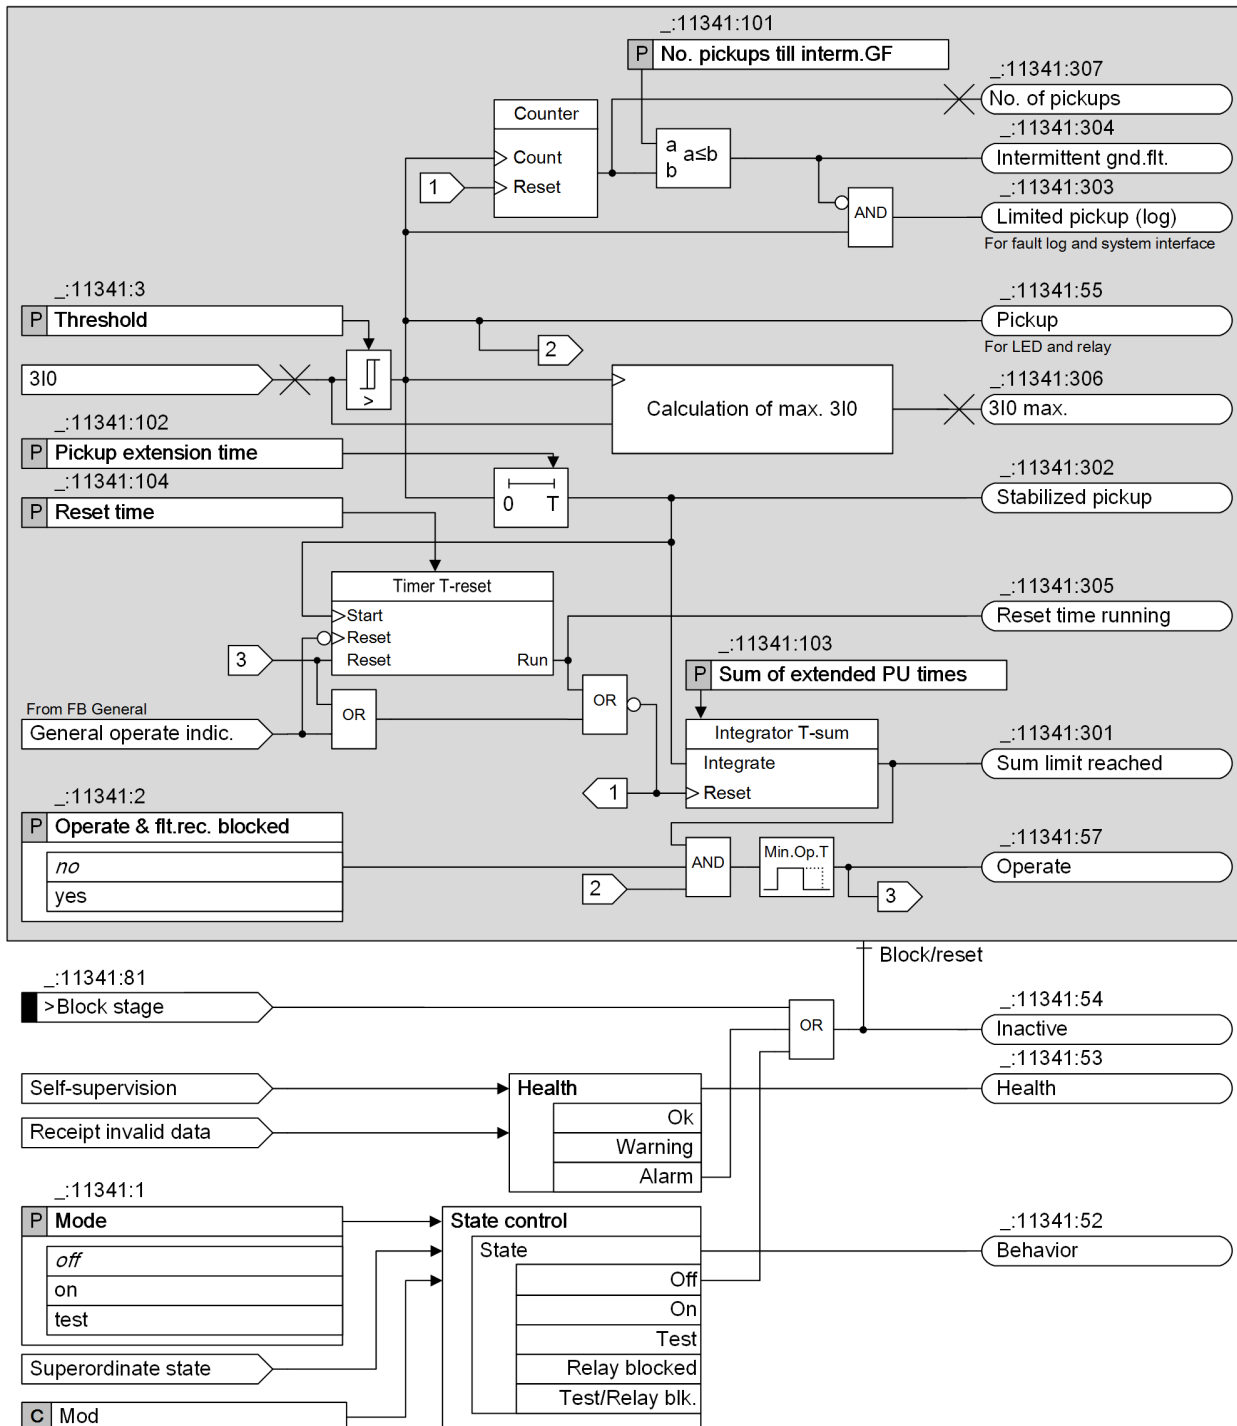 _:11341:101
P No. pickups till interm.GF
_:11341:307
No. of pickups
Counter
_:11341:304
Count
a
b
a≤b
Intermittent gnd.flt.
1
Reset
_:11341:303
AND
Limited pickup (log)
For fault log and system interface
_:11341:3
P Threshold
_:11341:55
Pickup
For LED and relay
2
3I0
>
_:11341:306
Calculation of max. 3I0
3I0 max.
_:11341:102
P Pickup extension time
_:11341:302
_:11341:104
0 T
Stabilized pickup
P Reset time
Timer T-reset
_:11341:305
Start
Reset time running
Reset
_:11341:103
3
Reset
Run
P Sum of extended PU times
From FB General
OR
OR
General operate indic.
Integrator T-sum
_:11341:301
Integrate
Sum limit reached
1
Reset
_:11341:2
P Operate & flt.rec. blocked
_:11341:57
no
AND
Min.Op.T
Operate
yes
2
3
Block/reset
_:11341:81
>Block stage
_:11341:54
OR
Inactive
_:11341:53
Self-supervision
Health
Health
Ok
Receipt invalid data
Warning
Alarm
_:11341:1
P Mode
State control
_:11341:52
off
State
Behavior
on
Off
test
On
Test
Superordinate state
Relay blocked
Test/Relay blk.
C Mod